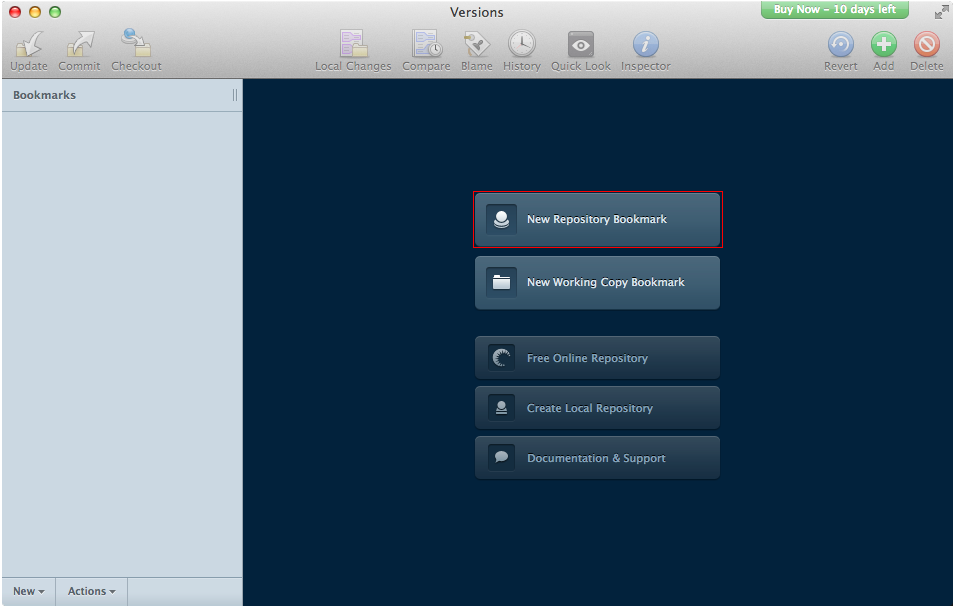 Versions
Buy Now – 10 days left
Update
Commit
Checkout
Local Changes
Compare
Blame
History
Quick Look
Inspector
Revert
Add
Delete
Bookmarks
New Repository Bookmark
New Working Copy Bookmark
Free Online Repository
Create Local Repository
Documentation & Support
New
Actions